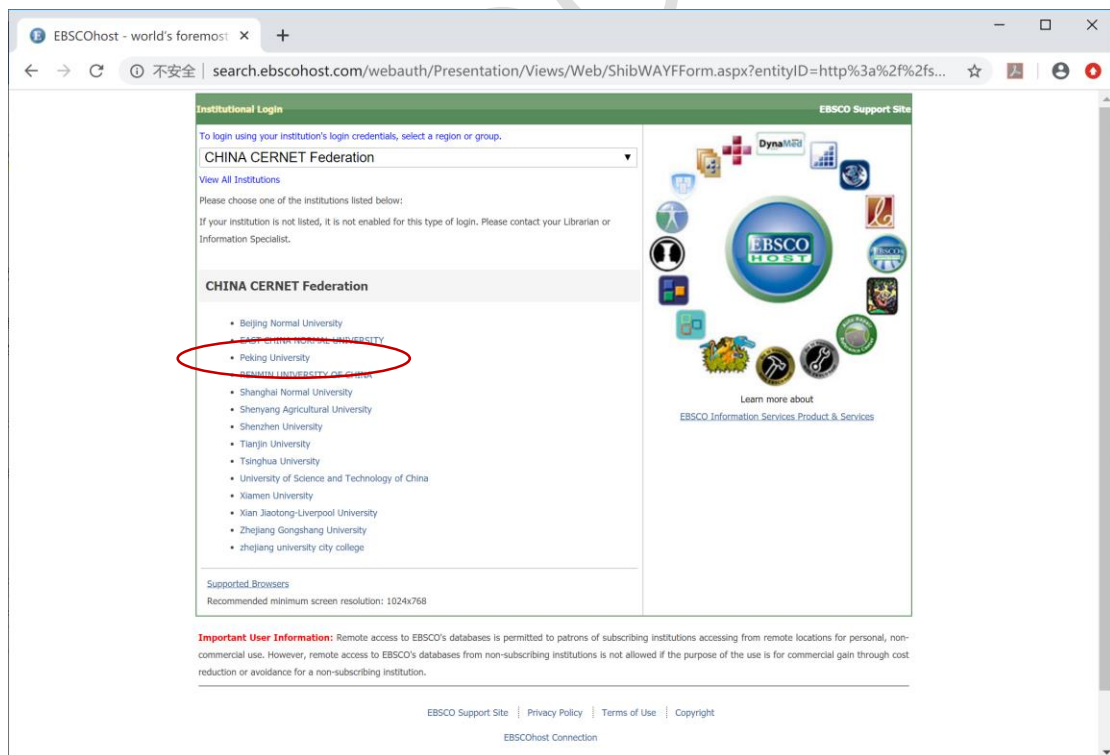 EBSCOhost - world's foremost
不安全 | search.ebscohost.com/webauth/Presentation/Views/Web/ShibWAYFForm.aspx?entityID=http%3a%2f%2fs...
Institutional Login
EBSCO Support Site
To login using your institution's login credentials, select a region or group.
CHINA CERNET Federation
View All Institutions
Please choose one of the institutions listed below:
If your institution is not listed, it is not enabled for this type of login. Please contact your Librarian or
Information Specialist.
CHINA CERNET Federation
• Beijing Normal University
• EAST CHINA NORMAL UNIVERSITY
• Peking University
• RENMIN UNIVERSITY OF CHINA
• Shanghai Normal University
• Shenyang Agricultural University
• Shenzhen University
• Tianjin University
• Tsinghua University
• University of Science and Technology of China
• Xiamen University
• Xian Jiaotong-Liverpool University
• Zhejiang Gongshang University
• zhejiang university city college
Supported Browsers
Recommended minimum screen resolution: 1024x768
DynaMed
EBSCO
HOST
Learn more about
EBSCO Information Services Product & Services
Important User Information: Remote access to EBSCO's databases is permitted to patrons of subscribing institutions accessing from remote locations for personal, non-
commercial use. However, remote access to EBSCO's databases from non-subscribing institutions is not allowed if the purpose of the use is for commercial gain through cost
reduction or avoidance for a non-subscribing institution.
EBSCO Support Site | Privacy Policy | Terms of Use | Copyright
EBSCOhost Connection